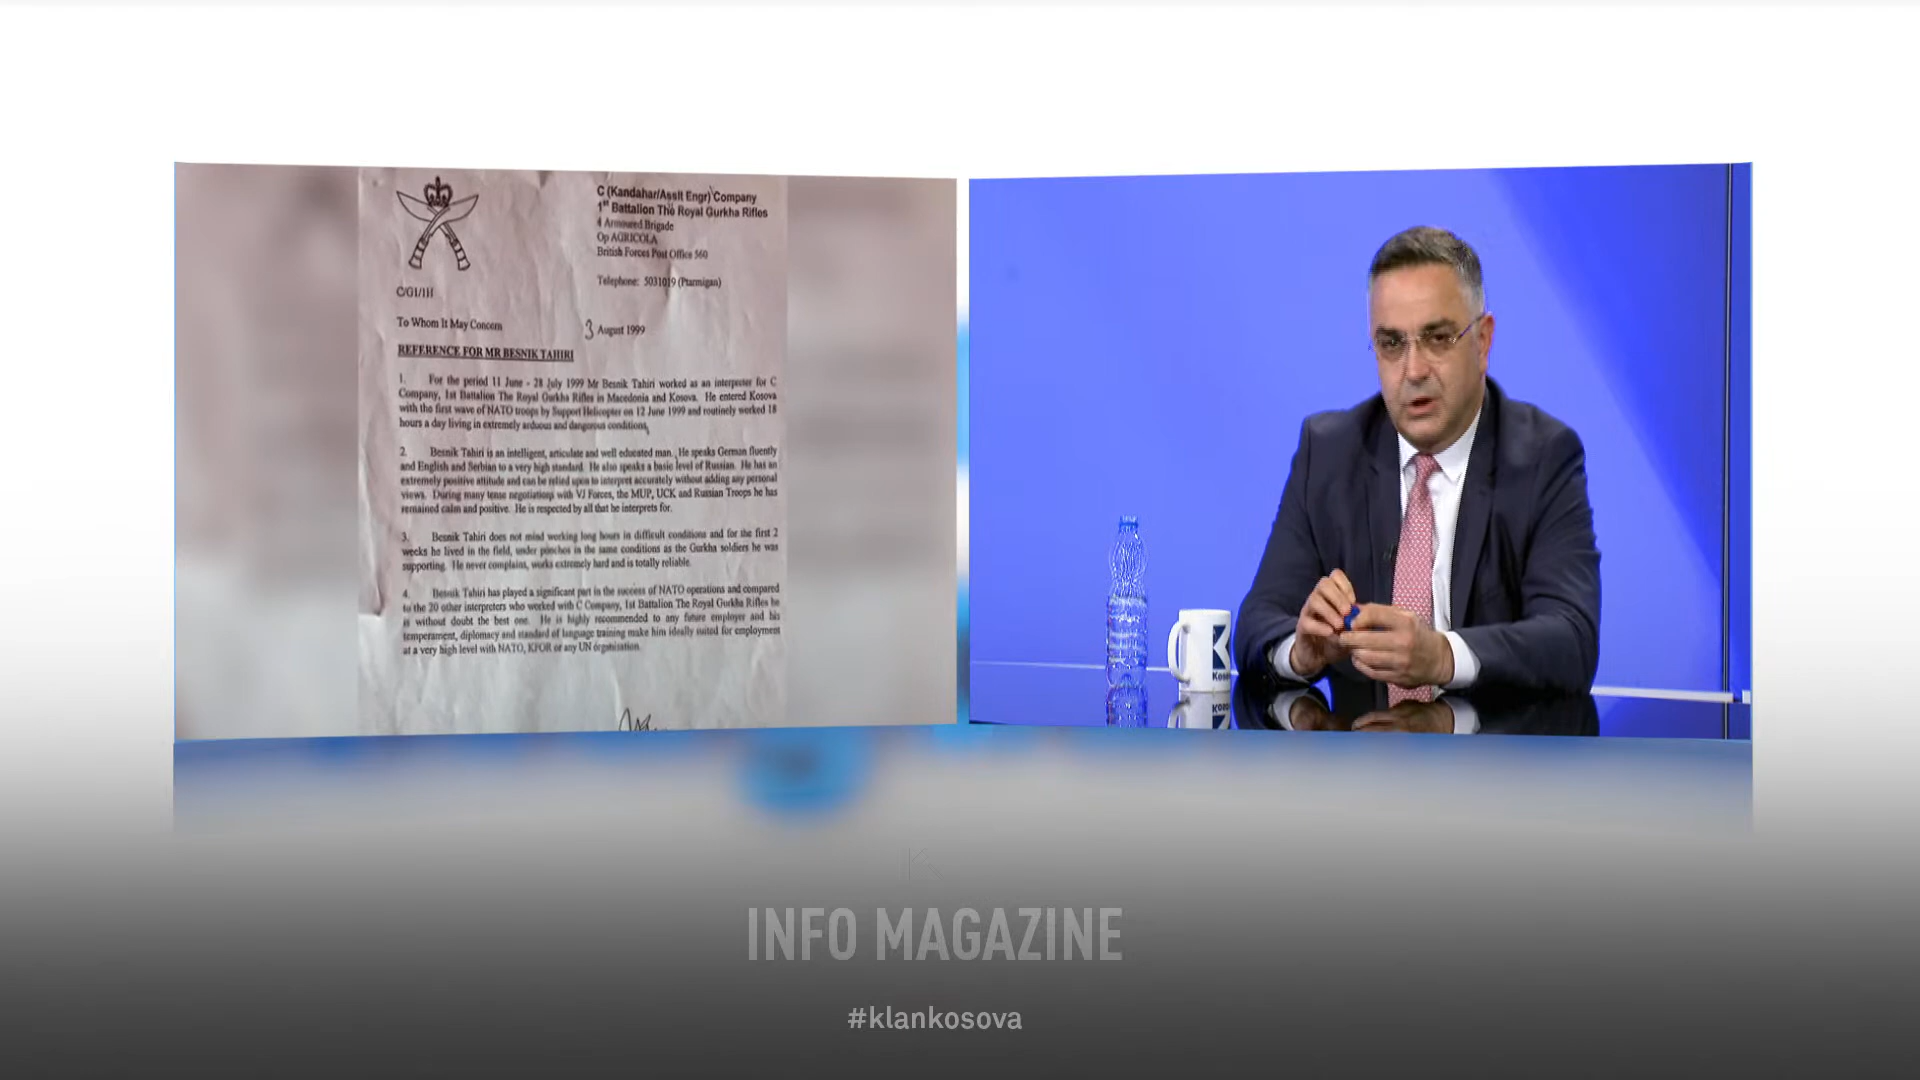 C (Kandahar/Asslt Engr) Company
1st Battalion The Royal Gurkha Rifles
4 Armoured Brigade
Op AGRICOLA
British Forces Post Office 560
Telephone: 5031019 (Ptarmigan)
C/G1/1H
To Whom It May Concern
3 August 1999
REFERENCE FOR MR BESNIK TAHIRI
1. For the period 11 June - 28 July 1999 Mr Besnik Tahiri worked as an interpreter for C
Company, 1st Battalion The Royal Gurkha Rifles in Macedonia and Kosova. He entered Kosova
with the first wave of NATO troops by Support Helicopter on 12 June 1999 and routinely worked 18
hours a day living in extremely arduous and dangerous conditions.
2. Besnik Tahiri is an intelligent, articulate and well educated man. He speaks German fluently
and English and Serbian to a very high standard. He also speaks a basic level of Russian. He has an
extremely positive attitude and can be relied upon to interpret accurately without adding any personal
views. During many tense negotiations with VJ Forces, the MUP, UCK and Russian Troops he has
remained calm and positive. He is respected by all that he interprets for.
3. Besnik Tahiri does not mind working long hours in difficult conditions and for the first 2
weeks he lived in the field, under ponchos in the same conditions as the Gurkha soldiers he was
supporting. He never complains, works extremely hard and is totally reliable.
4. Besnik Tahiri has played a significant part in the success of NATO operations and compared
to the 20 other interpreters who worked with C Company, 1st Battalion The Royal Gurkha Rifles he
is without doubt the best one. He is highly recommended to any future employer and his
temperament, diplomacy and standard of language training make him ideally suited for employment
at a very high level with NATO, KFOR or any UN organisation.
INFO MAGAZINE
#klankosova